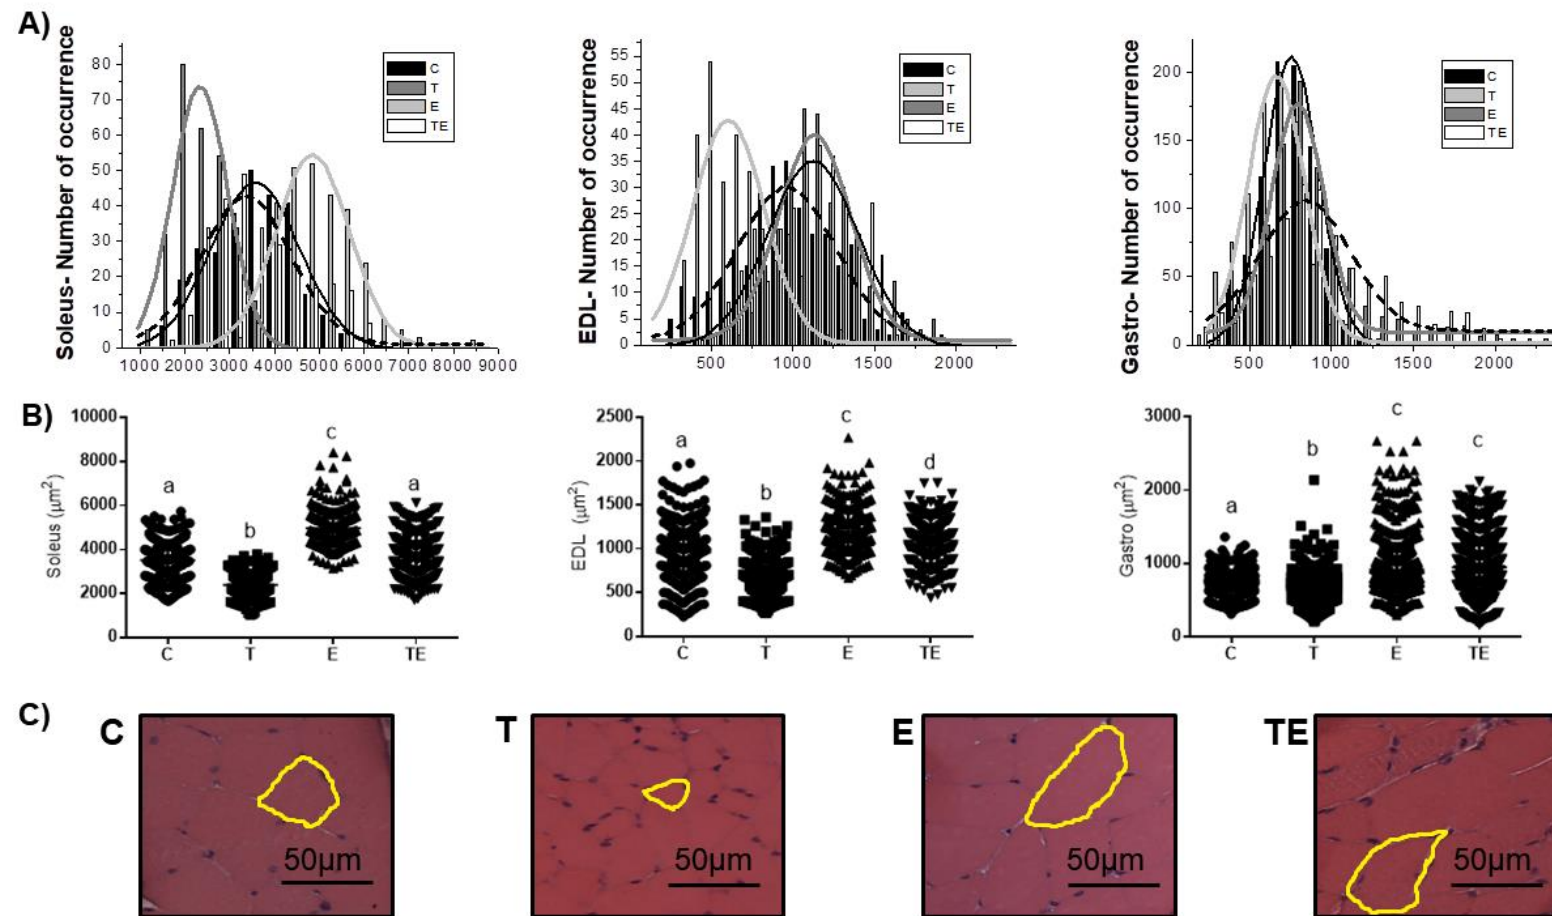 A)
Soleus- Number of occurrence
80
70
60
50
40
30
20
10
0
1000 2000 3000 4000 5000 6000 7000 8000 9000
C
T
E
TE
EDL- Number of occurrence
55
50
45
40
35
30
25
20
15
10
5
0
500 1000 1500 2000
C
T
E
TE
Gastro- Number of occurrence
200
150
100
50
0
500 1000 1500 2000
C
T
E
TE
B)
Soleus (µm²)
10000
8000
6000
4000
2000
0
a b c a
C T E TE
EDL (µm²)
2500
2000
1500
1000
500
0
a b c d
C T E TE
Gastro (µm²)
3000
2000
1000
0
a b c c
C T E TE
C)
C
50µm
T
50µm
E
50µm
TE
50µm